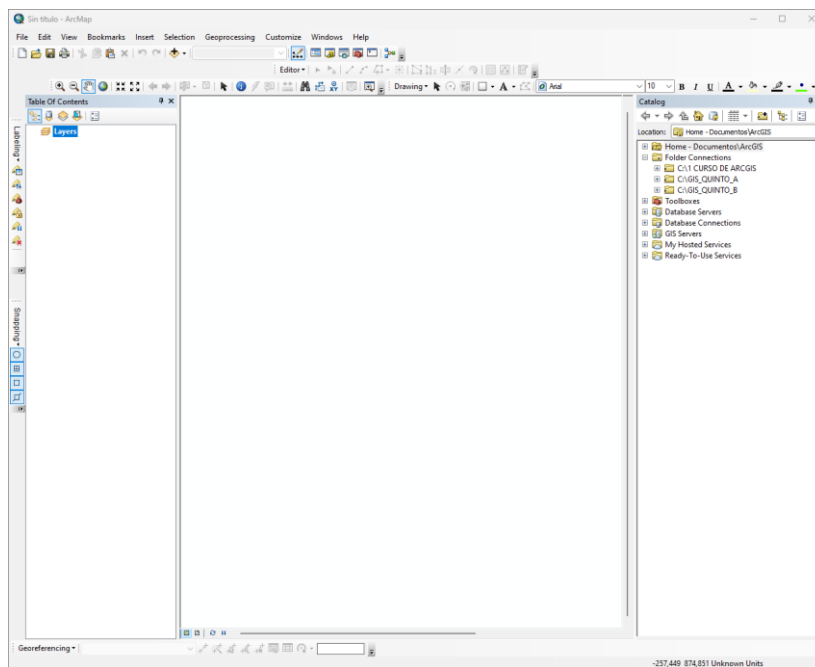 Sin título - ArcMap
File Edit View Bookmarks Insert Selection Geoprocessing Customize Windows Help
Editor
Drawing A Arial 10 B I U A
Table Of Contents
Layers
Labeling
Snapping
Catalog
Location: Home - Documentos\ArcGIS
Home - Documentos\ArcGIS
Folder Connections
C:\1 CURSO DE ARCGIS
C:\GIS_QUINTO_A
C:\GIS_QUINTO_B
Toolboxes
Database Servers
Database Connections
GIS Servers
My Hosted Services
Ready-To-Use Services
Georeferencing
-257,449 874,851 Unknown Units